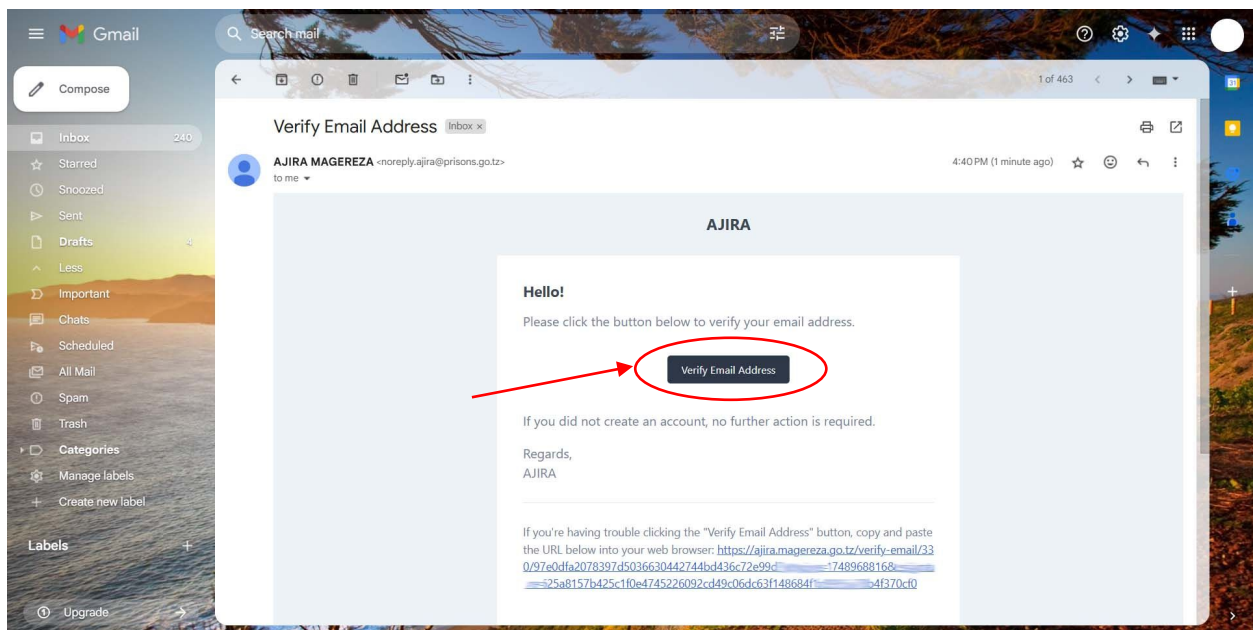 Gmail
Search mail
Compose
1 of 463
Inbox 240
Starred
Snoozed
Sent
Drafts 4
Less
Important
Chats
Scheduled
All Mail
Spam
Trash
Categories
Manage labels
Create new label
Labels
Upgrade
Verify Email Address Inbox x
AJIRA MAGEREZA <noreply.ajira@prisons.go.tz>
4:40 PM (1 minute ago)
to me
AJIRA
Hello!
Please click the button below to verify your email address.
Verify Email Address
If you did not create an account, no further action is required.
Regards,
AJIRA
If you're having trouble clicking the "Verify Email Address" button, copy and paste
the URL below into your web browser: https://ajira.magereza.go.tz/verify-email/33
31